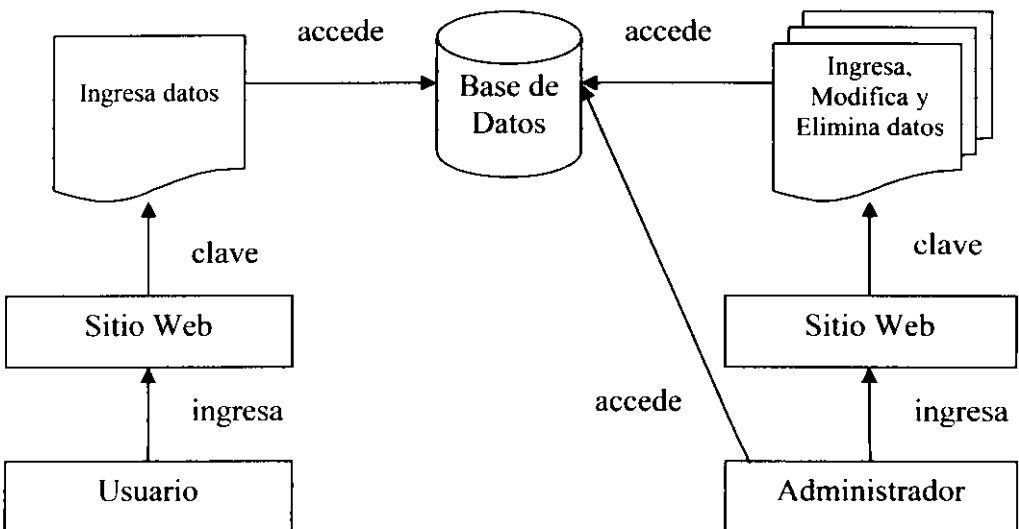 accede
accede
Ingresa datos
Base de
Datos
Ingresa,
Modifica y
Elimina datos
clave
clave
Sitio Web
Sitio Web
ingresa
accede
ingresa
Usuario
Administrador